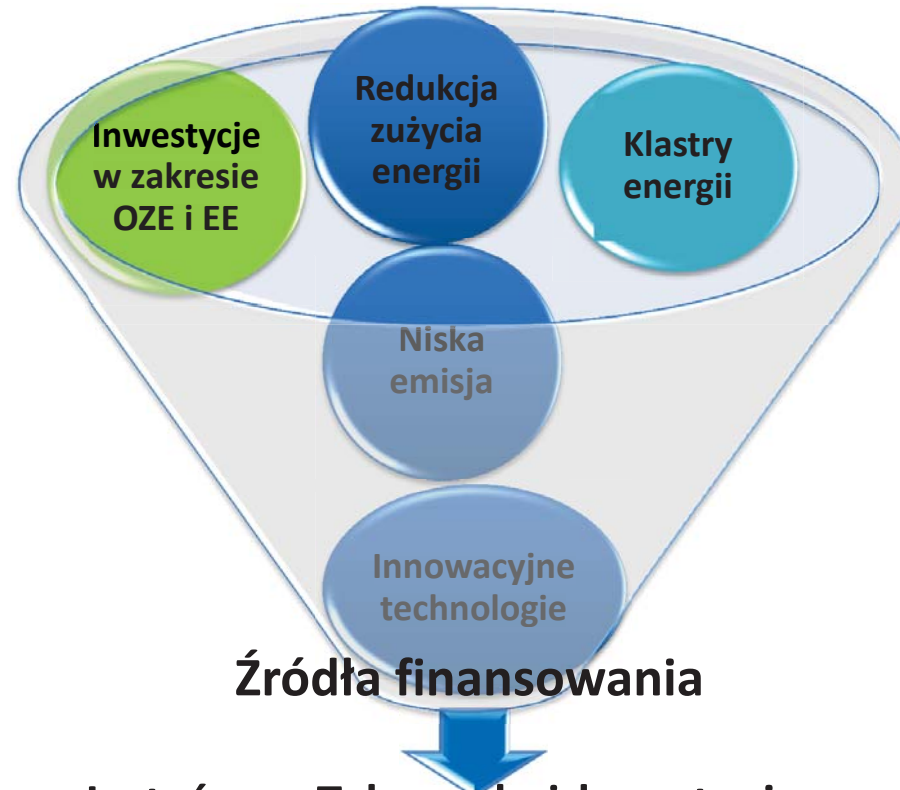 Inwestycje
w zakresie
OZE i EE
Redukcja
zużycia
energii
Klastry
energii
Niska
emisja
Innowacyjne
technologie
Źródła finansowania